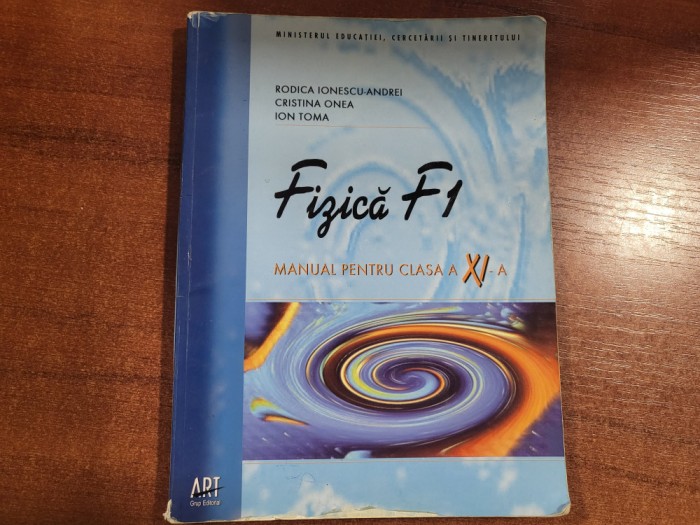 MINISTERUL EDUCAȚIEI, CERCETĂRII ȘI TINERETULUI
RODICA IONESCU-ANDREI
CRISTINA ONEA
ION TOMA
Fizică F1
MANUAL PENTRU CLASA A XI-A
ART
Grup Editorial